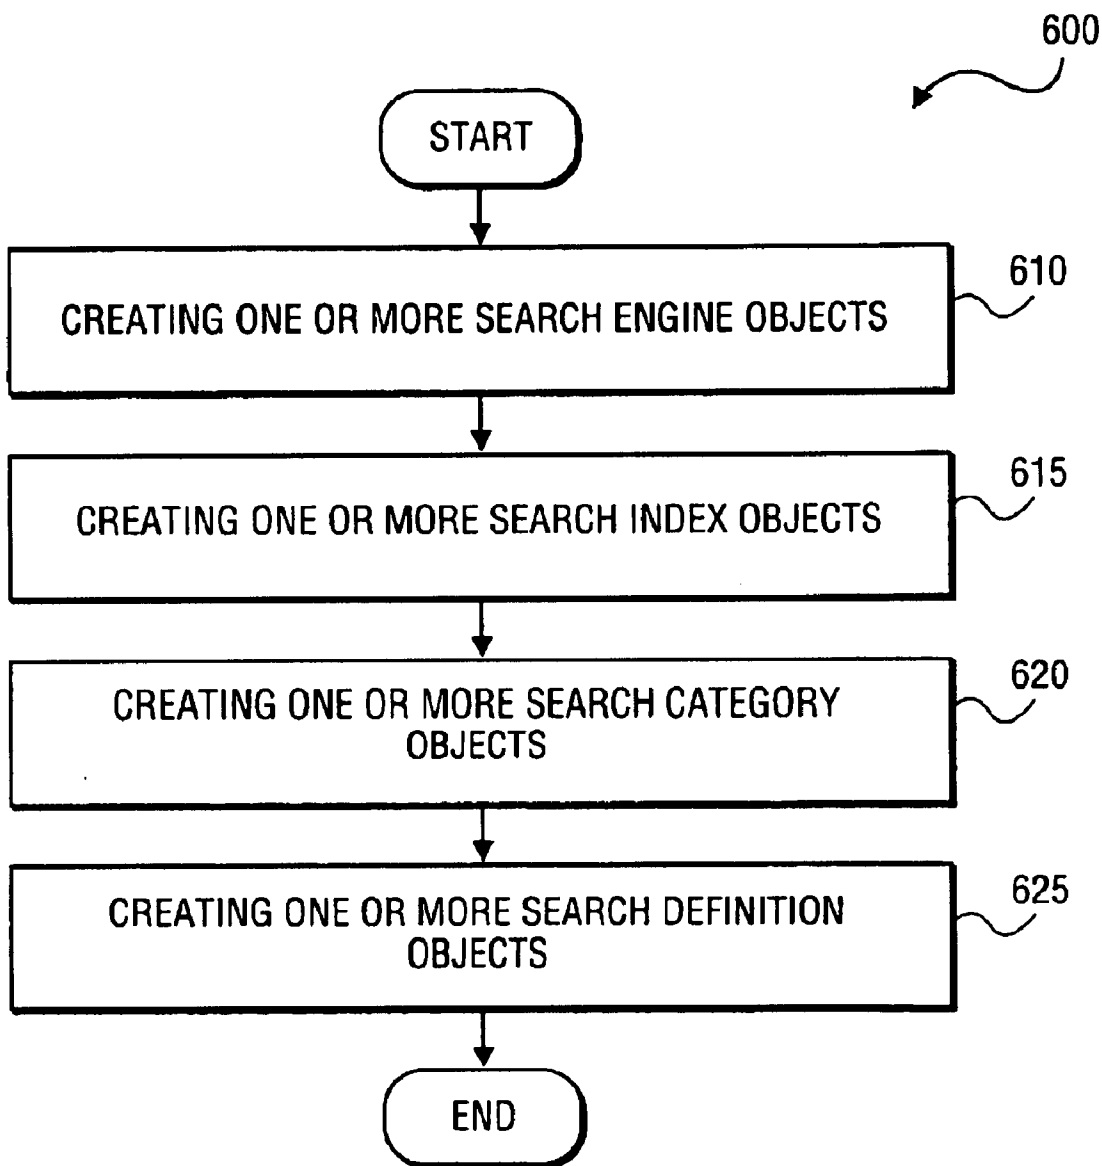 600
START
610
CREATING ONE OR MORE SEARCH ENGINE OBJECTS
615
CREATING ONE OR MORE SEARCH INDEX OBJECTS
620
CREATING ONE OR MORE SEARCH CATEGORY
OBJECTS
625
CREATING ONE OR MORE SEARCH DEFINITION
OBJECTS
END